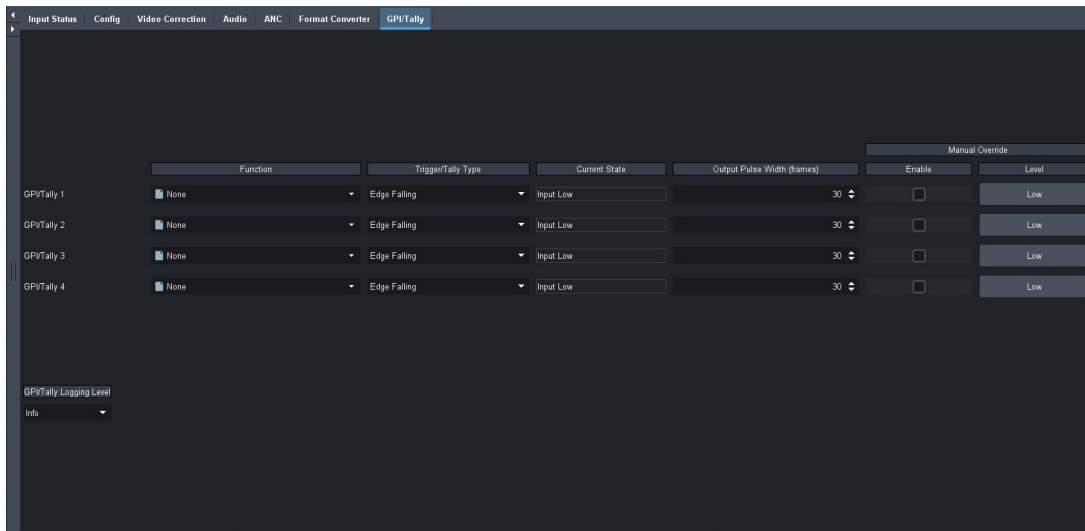 Input Status Config Video Correction Audio ANC Format Converter GPI/Tally
Manual Override
Function Trigger/Tally Type Current State Output Pulse Width (frames) Enable Level
GPI/Tally 1 None Edge Falling Input Low 30 Low
GPI/Tally 2 None Edge Falling Input Low 30 Low
GPI/Tally 3 None Edge Falling Input Low 30 Low
GPI/Tally 4 None Edge Falling Input Low 30 Low
GPI/Tally Logging Level
Info